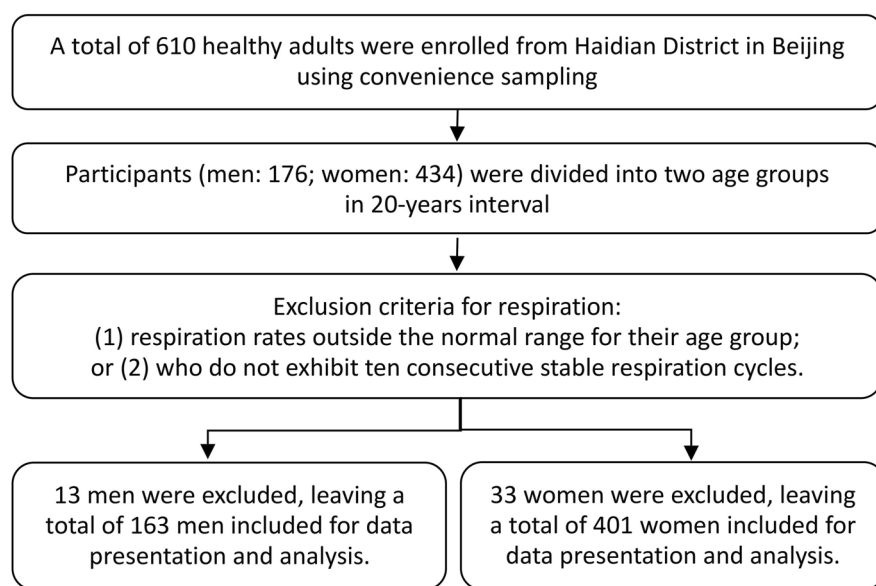 A total of 610 healthy adults were enrolled from Haidian District in Beijing
using convenience sampling
Participants (men: 176; women: 434) were divided into two age groups
in 20-years interval
Exclusion criteria for respiration:
(1) respiration rates outside the normal range for their age group;
or (2) who do not exhibit ten consecutive stable respiration cycles.
13 men were excluded, leaving a
total of 163 men included for data
presentation and analysis.
33 women were excluded, leaving
a total of 401 women included for
data presentation and analysis.